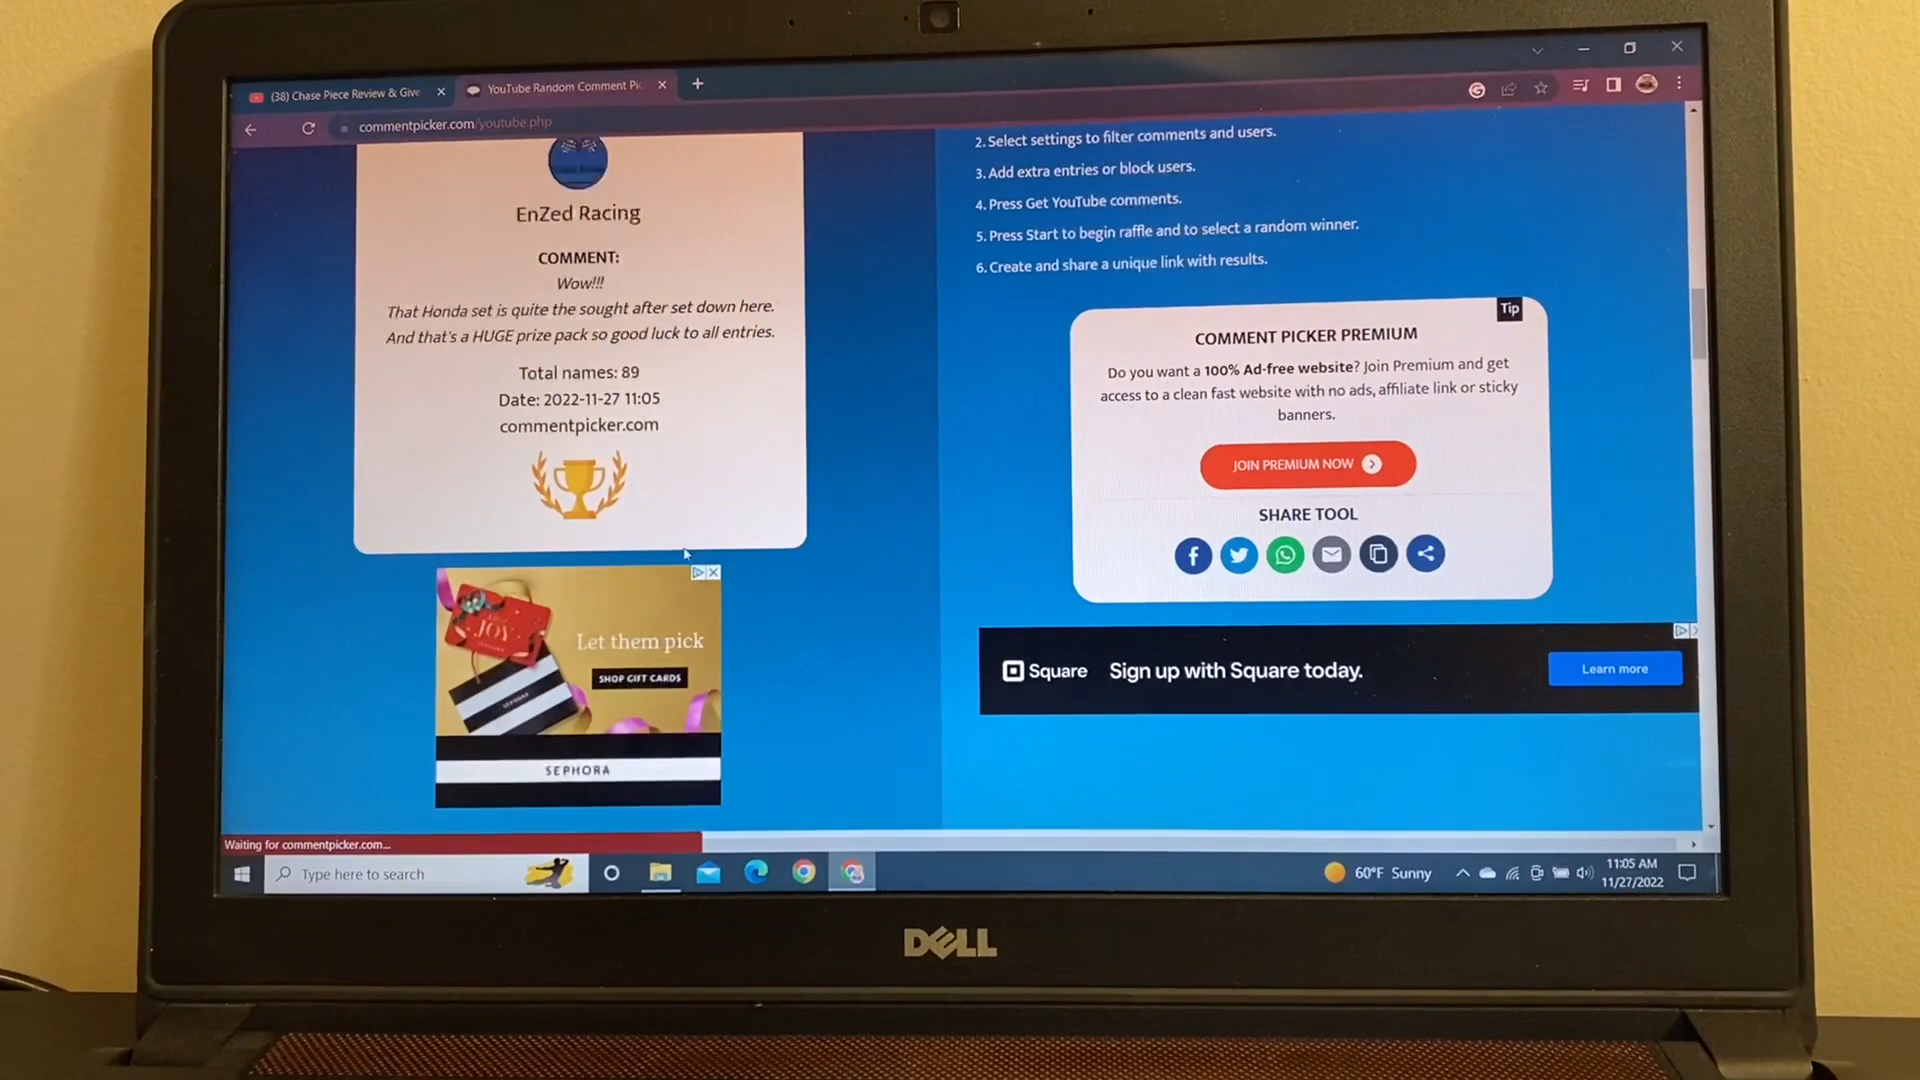 (38) Chase Piece Review & Give
YouTube Random Comment Pic
commentpicker.com/youtube.php
EnZed Racing
COMMENT:
Wow!!!
That Honda set is quite the sought after set down here.
And that's a HUGE prize pack so good luck to all entries.
Total names: 89
Date: 2022-11-27 11:05
commentpicker.com
2. Select settings to filter comments and users.
3. Add extra entries or block users.
4. Press Get YouTube comments.
5. Press Start to begin raffle and to select a random winner.
6. Create and share a unique link with results.
Tip
COMMENT PICKER PREMIUM
Do you want a 100% Ad-free website? Join Premium and get
access to a clean fast website with no ads, affiliate link or sticky
banners.
JOIN PREMIUM NOW
SHARE TOOL
JOY
Let them pick
SHOP GIFT CARDS
SEPHORA
SEPHORA
Square
Sign up with Square today.
Learn more
Waiting for commentpicker.com...
Type here to search
60°F Sunny
11:05 AM
11/27/2022
DELL